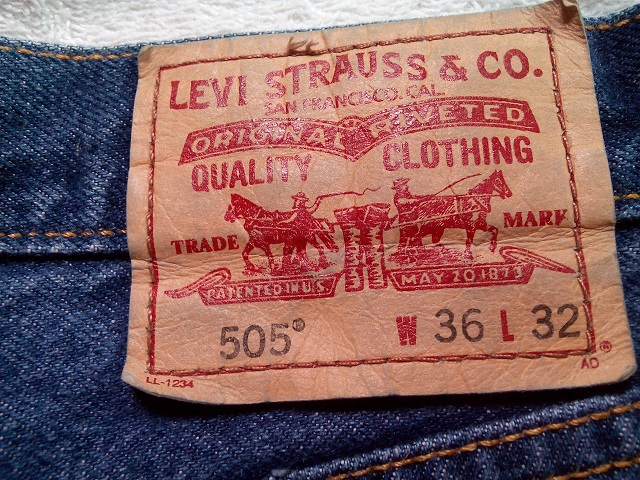 LEVI STRAUSS & CO.
SAN FRANCISCO, CAL.
ORIGINAL RIVETED
QUALITY CLOTHING
TRADE MARK
PATENTED IN U.S. MAY 20.1873
505® W 36 L 32
LL-1234 AD®